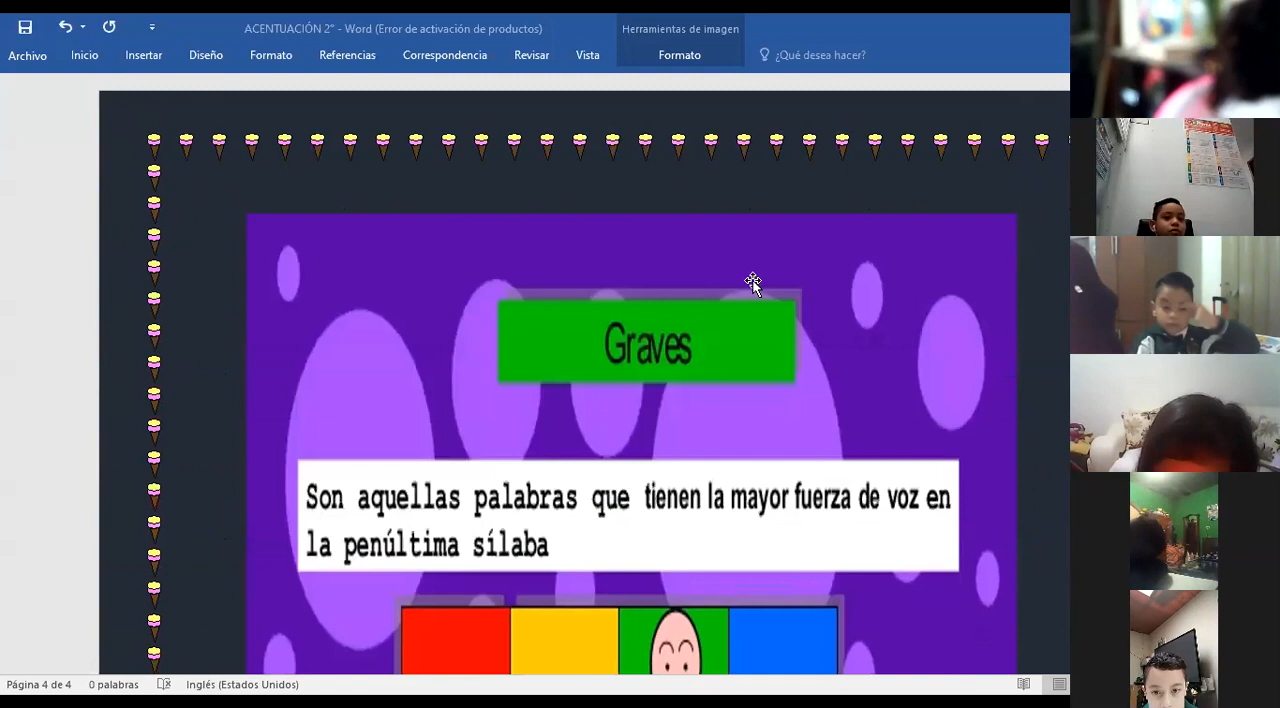 ACENTUACIÓN 2° - Word (Error de activación de productos)
Herramientas de imagen
Archivo Inicio Insertar Diseño Formato Referencias Correspondencia Revisar Vista Formato ¿Qué desea hacer?
Graves
Son aquellas palabras que tienen la mayor fuerza de voz en
la penúltima sílaba
Página 4 de 4 0 palabras Inglés (Estados Unidos)